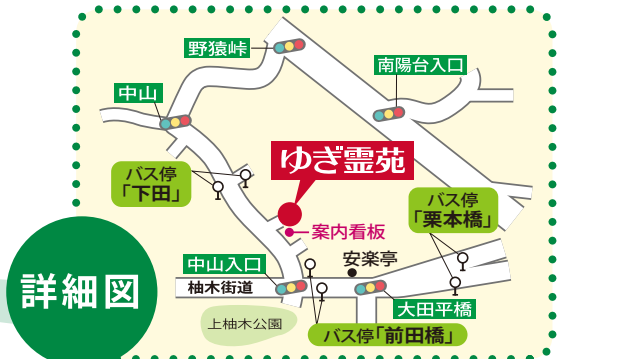 野猿峠
南陽台入口
中山
ゆぎ霊苑
バス停
「下田」
バス停
「栗本橋」
案内看板
安楽亭
中山入口
柚木街道
詳細図
大田平橋
上柚木公園
バス停「前田橋」